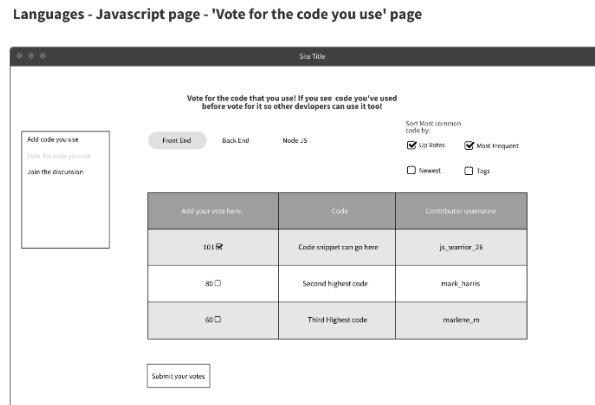 Languages - Javascript page - 'Vote for the code you use' page
Site Title
Vote for the code that you use! If you see code you've used
before vote for it so other devlopers can use it too!
Add code you use
Vote for code you use
Join the discussion
Front End
Back End
Node JS
Sort Most common
code by:
Up Votes
Most Frequent
Newest
Tags
Add your vote here:
Code
Contributor username
101
Code snippet can go here
js_warrior_26
80
Second highest code
mark_harris
60
Third Highest code
marlene_m
Submit your votes